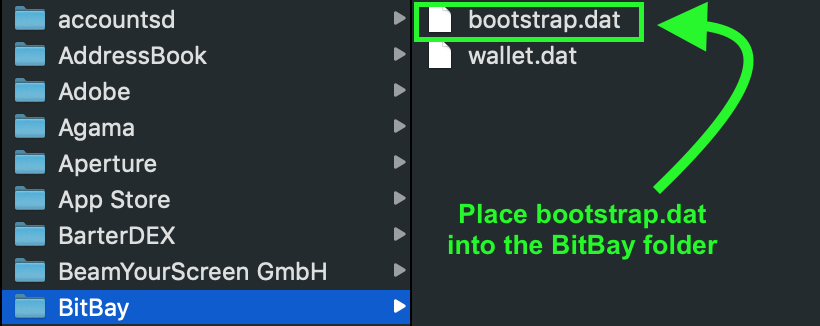 accountsd
AddressBook
Adobe
Agama
Aperture
App Store
BarterDEX
BeamYourScreen GmbH
BitBay
bootstrap.dat
wallet.dat
Place bootstrap.dat
into the BitBay folder